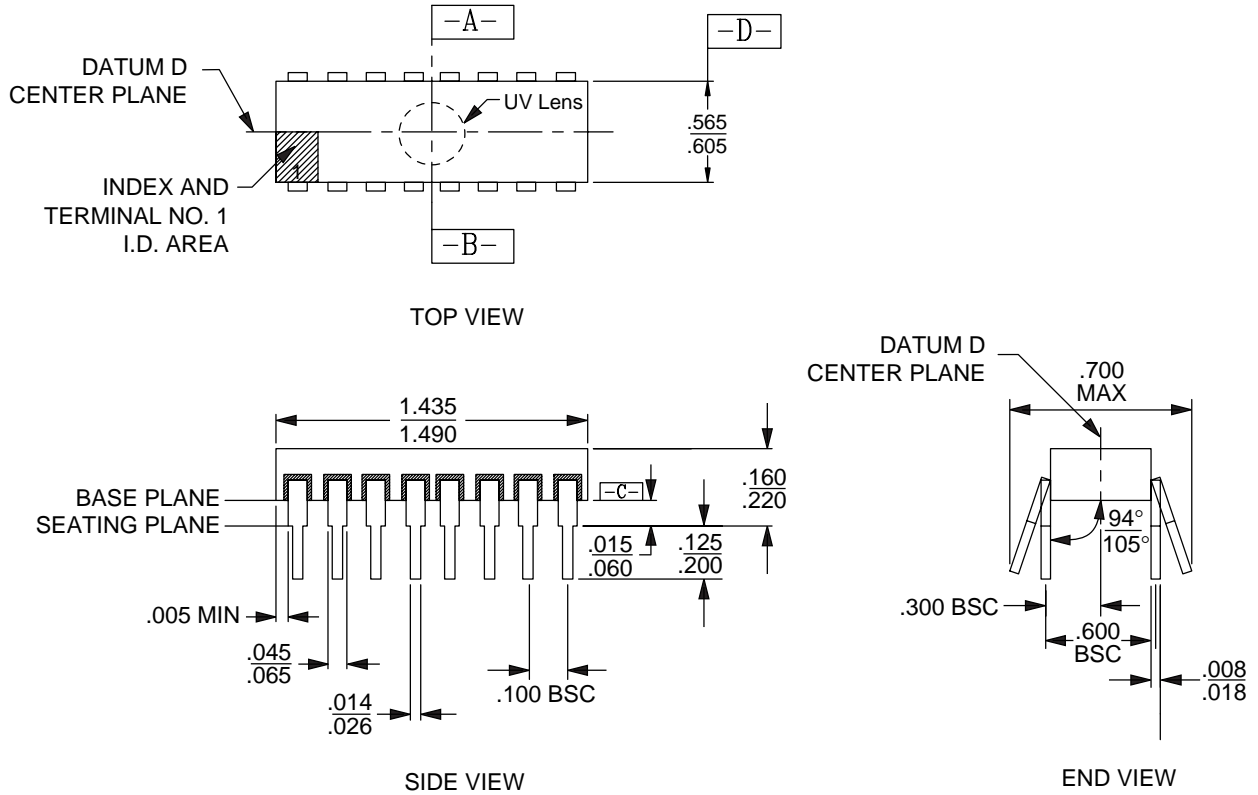 -A-
-D-
DATUM D
CENTER PLANE
UV Lens
.565
.605
1
INDEX AND
TERMINAL NO. 1
I.D. AREA
-B-
TOP VIEW
DATUM D
CENTER PLANE
.700
MAX
1.435
1.490
.160
.220
BASE PLANE
-C-
SEATING PLANE
94°
105°
.015
.060
.125
.200
.005 MIN
.300 BSC
.045
.065
.100 BSC
.600
BSC
.008
.018
.014
.026
SIDE VIEW
END VIEW